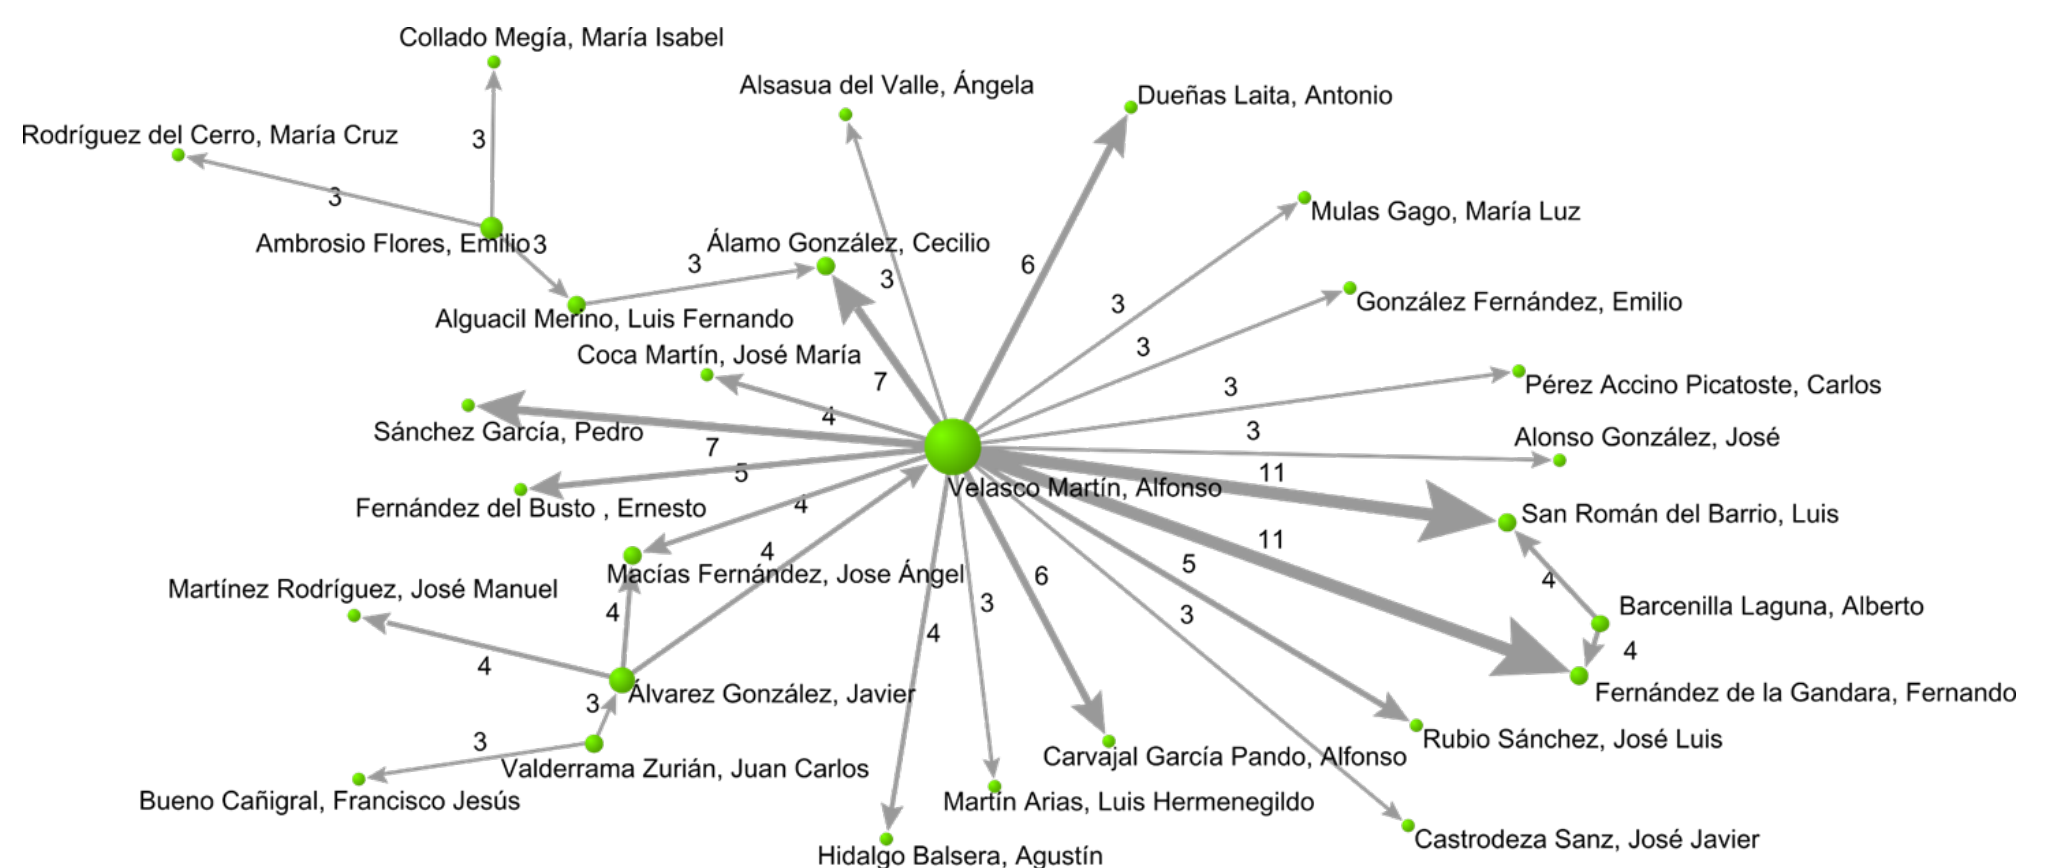 Collado Megía, María Isabel
Alsasua del Valle, Ángela
Dueñas Laita, Antonio
Rodríguez del Cerro, María Cruz
3
3
Mulas Gago, María Luz
Ambrosio Flores, Emilio
3
Álamo González, Cecilio
3
3
6
González Fernández, Emilio
3
Alguacil Merino, Luis Fernando
3
Coca Martín, José María
7
3
Pérez Accino Picatoste, Carlos
4
Sánchez García, Pedro
7
3
Alonso González, José
5
11
Velasco Martín, Alfonso
Fernández del Busto , Ernesto
4
San Román del Barrio, Luis
11
4
5
Macías Fernández, Jose Ángel
6
4
Martínez Rodríguez, José Manuel
4
3
3
Barcenilla Laguna, Alberto
4
4
4
Álvarez González, Javier
Fernández de la Gandara, Fernando
3
3
Rubio Sánchez, José Luis
Carvajal García Pando, Alfonso
Valderrama Zurián, Juan Carlos
Bueno Cañigral, Francisco Jesús
Martín Arias, Luis Hermenegildo
Castrodeza Sanz, José Javier
Hidalgo Balsera, Agustín